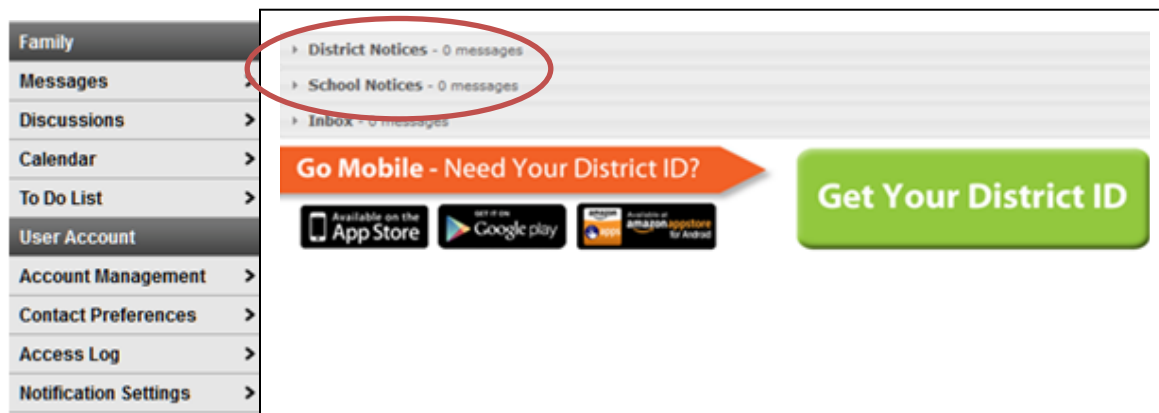 Family
Messages
Discussions
Calendar
To Do List
User Account
Account Management
Contact Preferences
Access Log
Notification Settings
District Notices - 0 messages
School Notices - 0 messages
Inbox - 0 messages
Go Mobile - Need Your District ID?
Available on the
App Store
GET IT ON
Google play
amazon
apps
Available at
amazon appstore
for Android
Get Your District ID